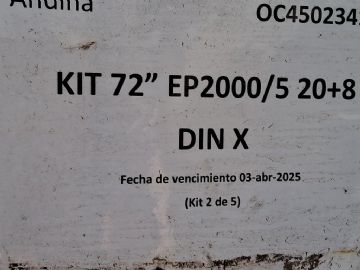 Andina
OC450234
KIT 72” EP2000/5 20+8
DIN X
Fecha de vencimiento 03-abr-2025
(Kit 2 de 5)